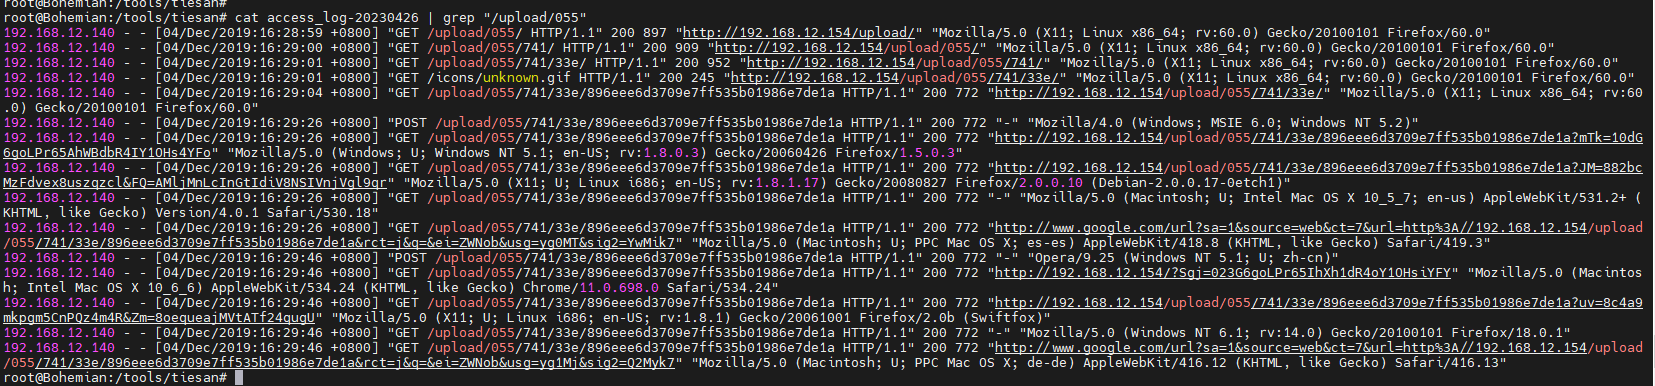 root@Bohemian:/tools/tiesan#
root@Bohemian:/tools/tiesan# cat access_log-20230426 | grep "/upload/055"
192.168.12.140 - - [04/Dec/2019:16:28:59 +0800] "GET /upload/055/ HTTP/1.1" 200 897 "http://192.168.12.154/upload/" "Mozilla/5.0 (X11; Linux x86_64; rv:60.0) Gecko/20100101 Firefox/60.0"
192.168.12.140 - - [04/Dec/2019:16:29:00 +0800] "GET /upload/055/741/ HTTP/1.1" 200 909 "http://192.168.12.154/upload/055/" "Mozilla/5.0 (X11; Linux x86_64; rv:60.0) Gecko/20100101 Firefox/60.0"
192.168.12.140 - - [04/Dec/2019:16:29:01 +0800] "GET /upload/055/741/33e/ HTTP/1.1" 200 952 "http://192.168.12.154/upload/055/741/" "Mozilla/5.0 (X11; Linux x86_64; rv:60.0) Gecko/20100101 Firefox/60.0"
192.168.12.140 - - [04/Dec/2019:16:29:01 +0800] "GET /icons/unknown.gif HTTP/1.1" 200 245 "http://192.168.12.154/upload/055/741/33e/" "Mozilla/5.0 (X11; Linux x86_64; rv:60.0) Gecko/20100101 Firefox/60.0"
192.168.12.140 - - [04/Dec/2019:16:29:04 +0800] "GET /upload/055/741/33e/896eee6d3709e7ff535b01986e7de1a HTTP/1.1" 200 772 "http://192.168.12.154/upload/055/741/33e/" "Mozilla/5.0 (X11; Linux x86_64; rv:60
.0) Gecko/20100101 Firefox/60.0"
192.168.12.140 - - [04/Dec/2019:16:29:26 +0800] "POST /upload/055/741/33e/896eee6d3709e7ff535b01986e7de1a HTTP/1.1" 200 772 "-" "Mozilla/4.0 (Windows; MSIE 6.0; Windows NT 5.2)"
192.168.12.140 - - [04/Dec/2019:16:29:26 +0800] "GET /upload/055/741/33e/896eee6d3709e7ff535b01986e7de1a HTTP/1.1" 200 772 "http://192.168.12.154/upload/055/741/33e/896eee6d3709e7ff535b01986e7de1a?mTk=10dG
6goLPr65AhWBdbR4IY1OHs4YFo" "Mozilla/5.0 (Windows; U; Windows NT 5.1; en-US; rv:1.8.0.3) Gecko/20060426 Firefox/1.5.0.3"
192.168.12.140 - - [04/Dec/2019:16:29:26 +0800] "GET /upload/055/741/33e/896eee6d3709e7ff535b01986e7de1a HTTP/1.1" 200 772 "http://192.168.12.154/upload/055/741/33e/896eee6d3709e7ff535b01986e7de1a?JM=882bc
MzFdvex8uszqzcl&FQ=AMljMnLcInGtIdiV8NSIVnjVgl9gr" "Mozilla/5.0 (X11; U; Linux i686; en-US; rv:1.8.1.17) Gecko/20080827 Firefox/2.0.0.10 (Debian-2.0.0.17-0etch1)"
192.168.12.140 - - [04/Dec/2019:16:29:26 +0800] "GET /upload/055/741/33e/896eee6d3709e7ff535b01986e7de1a HTTP/1.1" 200 772 "-" "Mozilla/5.0 (Macintosh; U; Intel Mac OS X 10_5_7; en-us) AppleWebKit/531.2+ (
KHTML, like Gecko) Version/4.0.1 Safari/530.18"
192.168.12.140 - - [04/Dec/2019:16:29:26 +0800] "GET /upload/055/741/33e/896eee6d3709e7ff535b01986e7de1a HTTP/1.1" 200 772 "http://www.google.com/url?sa=1&source=web&ct=7&url=http%3A//192.168.12.154/upload
/055/741/33e/896eee6d3709e7ff535b01986e7de1a&rct=j&q=&ei=ZWNob&usg=yg0MT&sig2=YwMik7" "Mozilla/5.0 (Macintosh; U; PPC Mac OS X; es-es) AppleWebKit/418.8 (KHTML, like Gecko) Safari/419.3"
192.168.12.140 - - [04/Dec/2019:16:29:46 +0800] "POST /upload/055/741/33e/896eee6d3709e7ff535b01986e7de1a HTTP/1.1" 200 772 "-" "Opera/9.25 (Windows NT 5.1; U; zh-cn)"
192.168.12.140 - - [04/Dec/2019:16:29:46 +0800] "GET /upload/055/741/33e/896eee6d3709e7ff535b01986e7de1a HTTP/1.1" 200 772 "http://192.168.12.154/?Sgj=023G6goLPr65IhXh1dR4oY1OHsiYFY" "Mozilla/5.0 (Macintos
h; Intel Mac OS X 10_6_6) AppleWebKit/534.24 (KHTML, like Gecko) Chrome/11.0.698.0 Safari/534.24"
192.168.12.140 - - [04/Dec/2019:16:29:46 +0800] "GET /upload/055/741/33e/896eee6d3709e7ff535b01986e7de1a HTTP/1.1" 200 772 "http://192.168.12.154/upload/055/741/33e/896eee6d3709e7ff535b01986e7de1a?uv=8c4a9
mkpgm5CnPQz4m4R&Zm=8oequeajMVtATf24qugU" "Mozilla/5.0 (X11; U; Linux i686; en-US; rv:1.8.1) Gecko/20061001 Firefox/2.0b (Swiftfox)"
192.168.12.140 - - [04/Dec/2019:16:29:46 +0800] "GET /upload/055/741/33e/896eee6d3709e7ff535b01986e7de1a HTTP/1.1" 200 772 "-" "Mozilla/5.0 (Windows NT 6.1; rv:14.0) Gecko/20100101 Firefox/18.0.1"
192.168.12.140 - - [04/Dec/2019:16:29:46 +0800] "GET /upload/055/741/33e/896eee6d3709e7ff535b01986e7de1a HTTP/1.1" 200 772 "http://www.google.com/url?sa=1&source=web&ct=7&url=http%3A//192.168.12.154/upload
/055/741/33e/896eee6d3709e7ff535b01986e7de1a&rct=j&q=&ei=ZWNob&usg=yg1Mj&sig2=Q2Myk7" "Mozilla/5.0 (Macintosh; U; PPC Mac OS X; de-de) AppleWebKit/416.12 (KHTML, like Gecko) Safari/416.13"
root@Bohemian:/tools/tiesan#